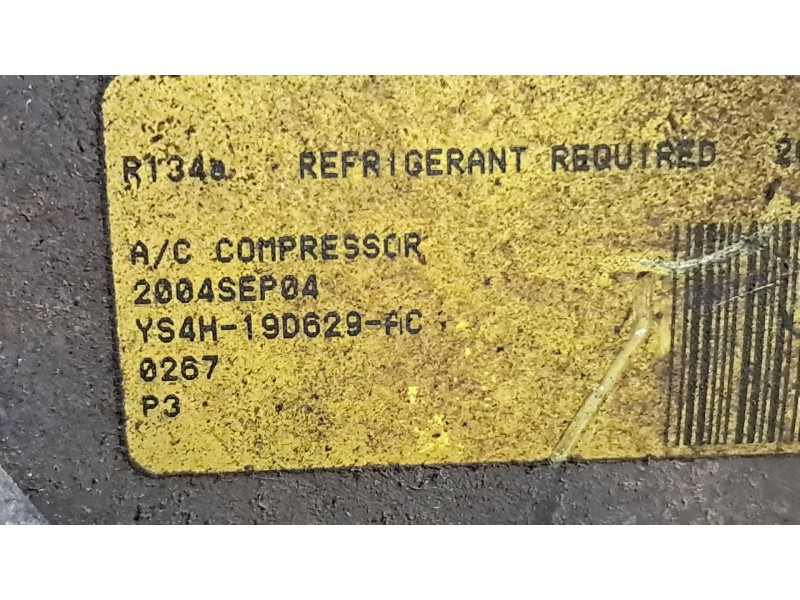 R134a REFRIGERANT REQUIRED
A/C COMPRESSOR
2004SEP04
YS4H-19D629-AC
0267
P3